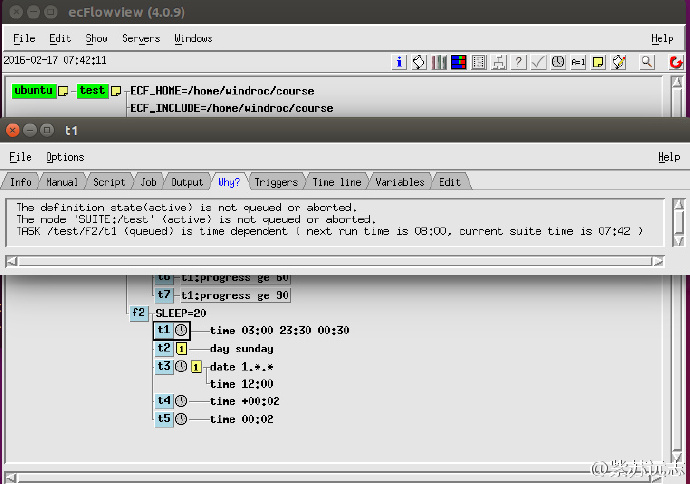 ecFlowview (4.0.9)
File Edit Show Servers Windows Help
2016-02-17 07:42:11
ubuntu test ECF_HOME=/home/windroc/course
ECF_INCLUDE=/home/windroc/course
t1
File Options Help
Info Manual Script Job Output Why? Triggers Time line Variables Edit
The definition state(active) is not queued or aborted.
The node 'SUITE:/test' (active) is not queued or aborted.
TASK /test/f2/t1 (queued) is time dependent ( next run time is 08:00, current suite time is 07:42 )
t6 t1:progress ge 60
t7 t1:progress ge 90
f2 SLEEP=20
t1 time 03:00 23:30 00:30
t2 1 day sunday
t3 1 date 1.*.*
time 12:00
t4 time +00:02
t5 time 00:02